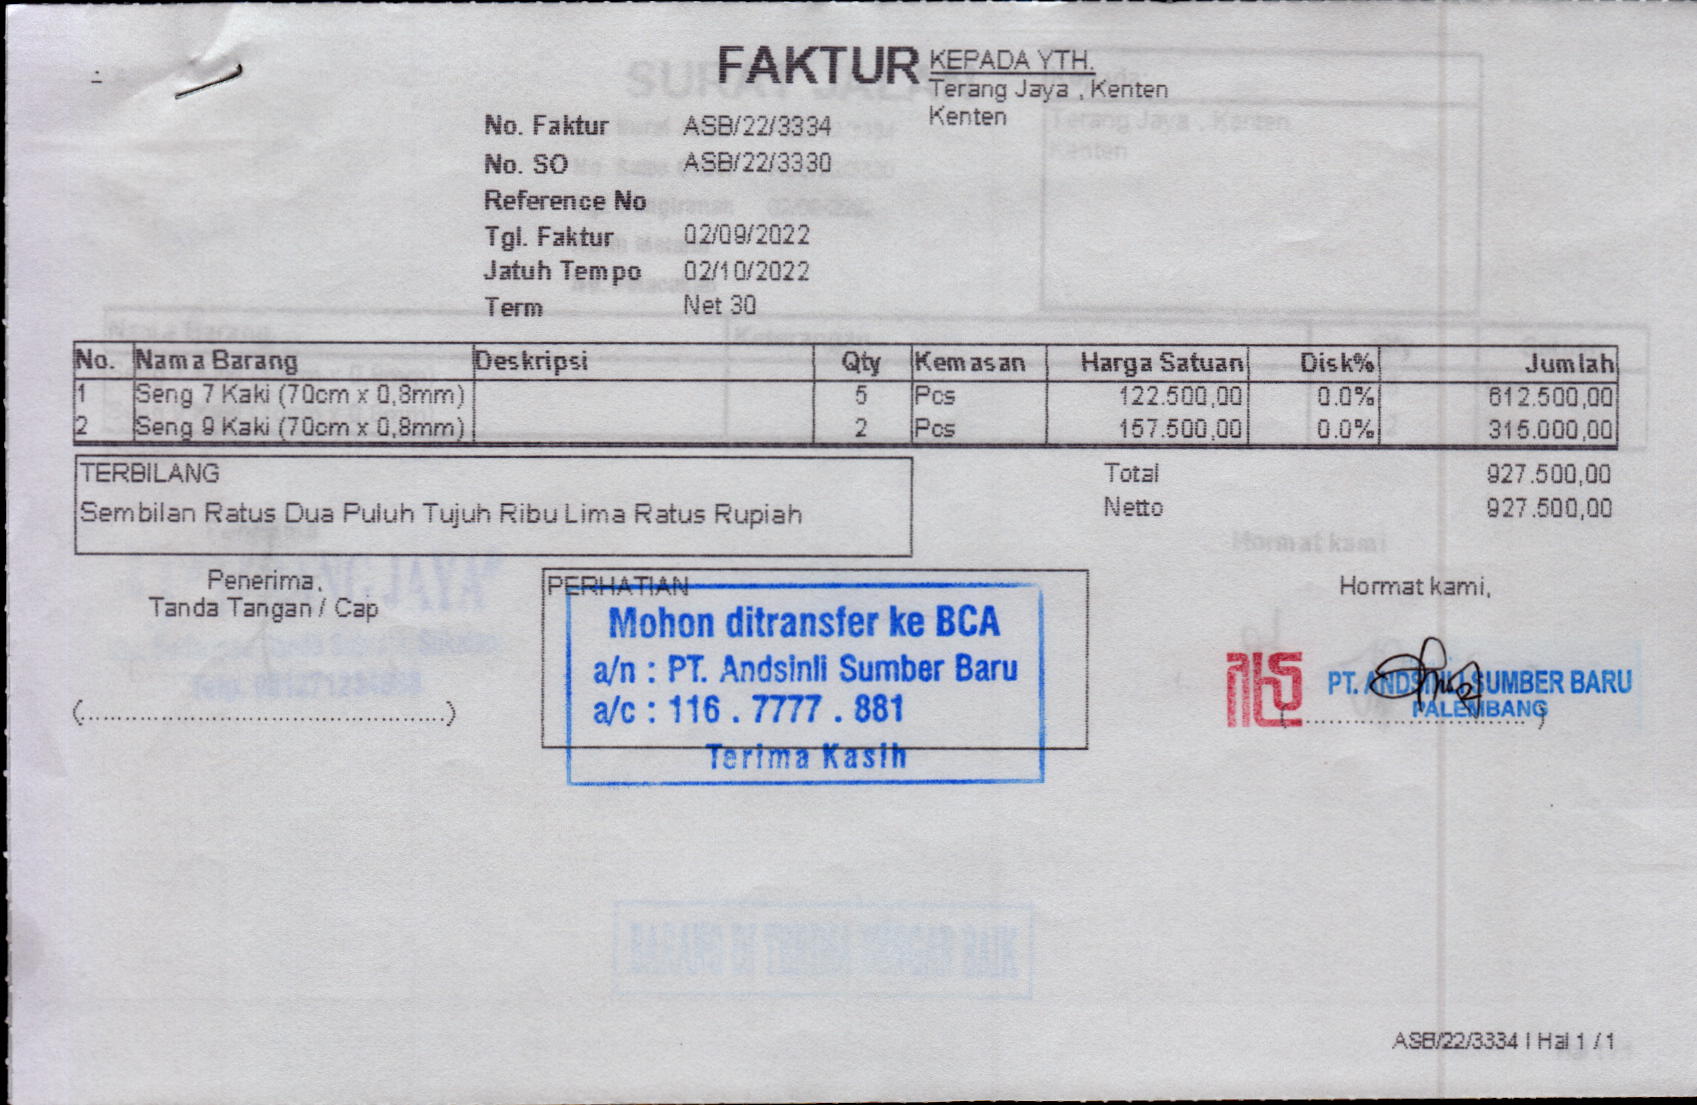 FAKTUR
KEPADA YTH.
Terang Jaya , Kenten
Kenten
No. Faktur ASB/22/3334
No. SO ASB/22/3330
Reference No
Tgl. Faktur 02/09/2022
Jatuh Tempo 02/10/2022
Term Net 30
No. Nama Barang Deskripsi Qty Kemasan Harga Satuan Disk% Jumlah
1 Seng 7 Kaki (70cm x 0,8mm) 5 Pcs 122.500,00 0.0% 612.500,00
2 Seng 9 Kaki (70cm x 0,8mm) 2 Pcs 157.500,00 0.0% 315.000,00
TERBILANG
Sembilan Ratus Dua Puluh Tujuh Ribu Lima Ratus Rupiah
Total 927.500,00
Netto 927.500,00
Penerima,
Tanda Tangan / Cap
(............................................)
PERHATIAN
Mohon ditransfer ke BCA
a/n : PT. Andsinli Sumber Baru
a/c : 116 . 7777 . 881
Terima Kasih
Hormat kami,
PT. ANDSINLI SUMBER BARU
PALEMBANG
ASB/22/3334 | Hal 1 / 1